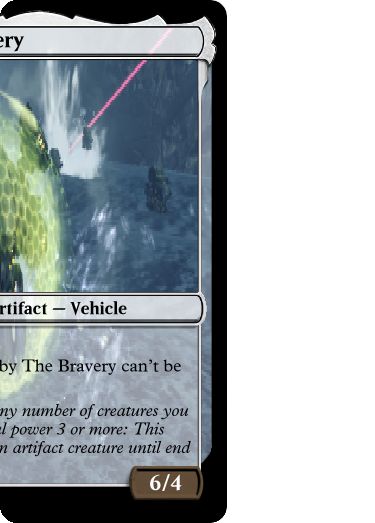 ery
rtifact — Vehicle
by The Bravery can't be
ny number of creatures you
l power 3 or more: This
n artifact creature until end
6/4